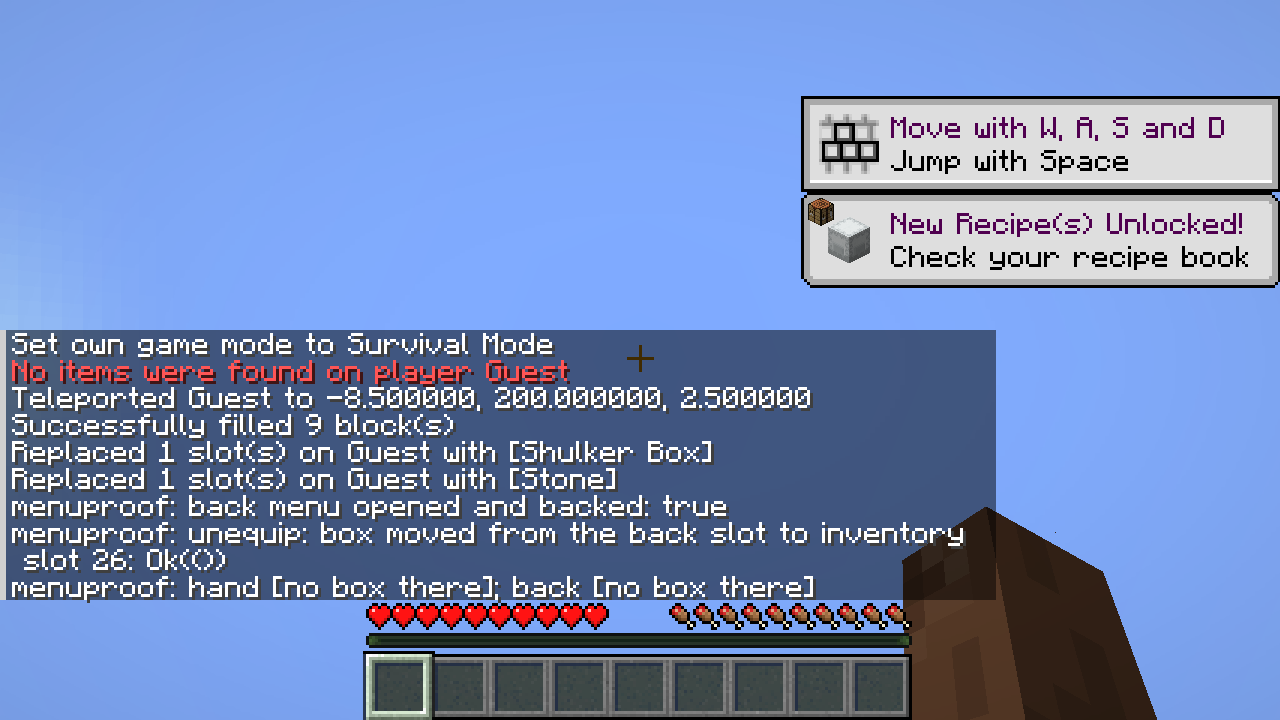 Move with W, A, S and D
Jump with Space
New Recipe(s) Unlocked!
Check your recipe book
Set own game mode to Survival Mode
No items were found on player Guest
Teleported Guest to -8.500000, 200.000000, 2.500000
Successfully filled 9 block(s)
Replaced 1 slot(s) on Guest with [Shulker Box]
Replaced 1 slot(s) on Guest with [Stone]
menuproof: back menu opened and backed: true
menuproof: unequip: box moved from the back slot to inventory
slot 26: Ok(())
menuproof: hand [no box there]; back [no box there]